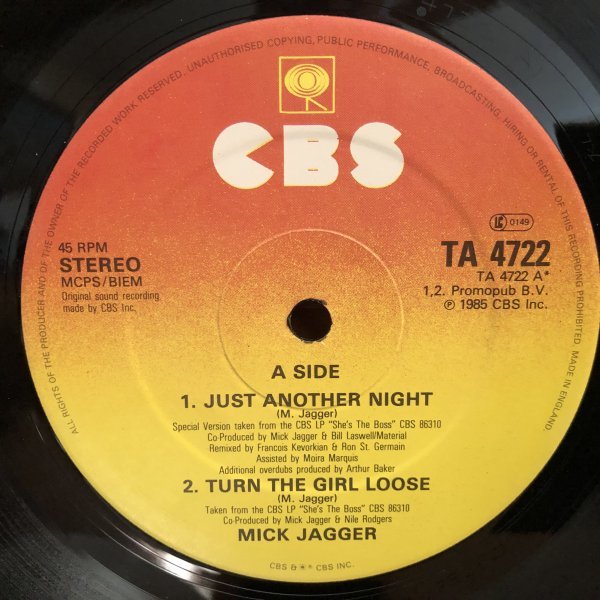 ALL RIGHTS OF THE PRODUCER AND OF THE OWNER OF THE RECORDED WORK RESERVED. UNAUTHORISED COPYING, PUBLIC PERFORMANCE, BROADCASTING, HIRING OR RENTAL OF THIS RECORDING PROHIBITED. MADE IN ENGLAND.
CBS
45 RPM
STEREO
MCPS/BIEM
Original sound recording
made by CBS Inc.
LC 0149
TA 4722
TA 4722 A*
1,2. Promopub B.V.
℗ 1985 CBS Inc.
A SIDE
1. JUST ANOTHER NIGHT
(M. Jagger)
Special Version taken from the CBS LP "She's The Boss" CBS 86310
Co-Produced by Mick Jagger & Bill Laswell/Material
Remixed by Francois Kevorkian & Ron St. Germain
Assisted by Moira Marquis
Additional overdubs produced by Arthur Baker
2. TURN THE GIRL LOOSE
(M. Jagger)
Taken from the CBS LP "She's The Boss" CBS 86310
Co-Produced by Mick Jagger & Nile Rodgers
MICK JAGGER
CBS & ✳® CBS INC.